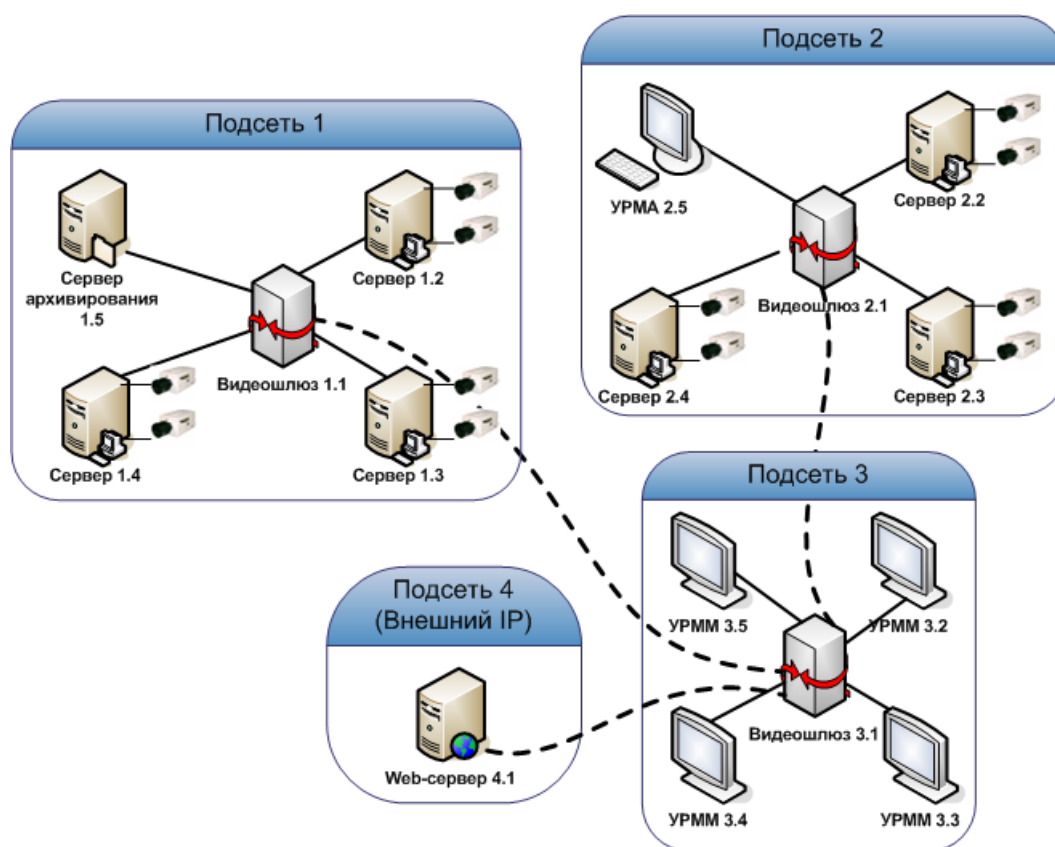 Подсеть 1
Сервер
архивирования
1.5
Сервер 1.2
Видеошлюз 1.1
Сервер 1.4
Сервер 1.3
Подсеть 2
УРМА 2.5
Сервер 2.2
Видеошлюз 2.1
Сервер 2.4
Сервер 2.3
Подсеть 3
УРММ 3.5
УРММ 3.2
Видеошлюз 3.1
УРММ 3.4
УРММ 3.3
Подсеть 4
(Внешний IP)
Web-сервер 4.1